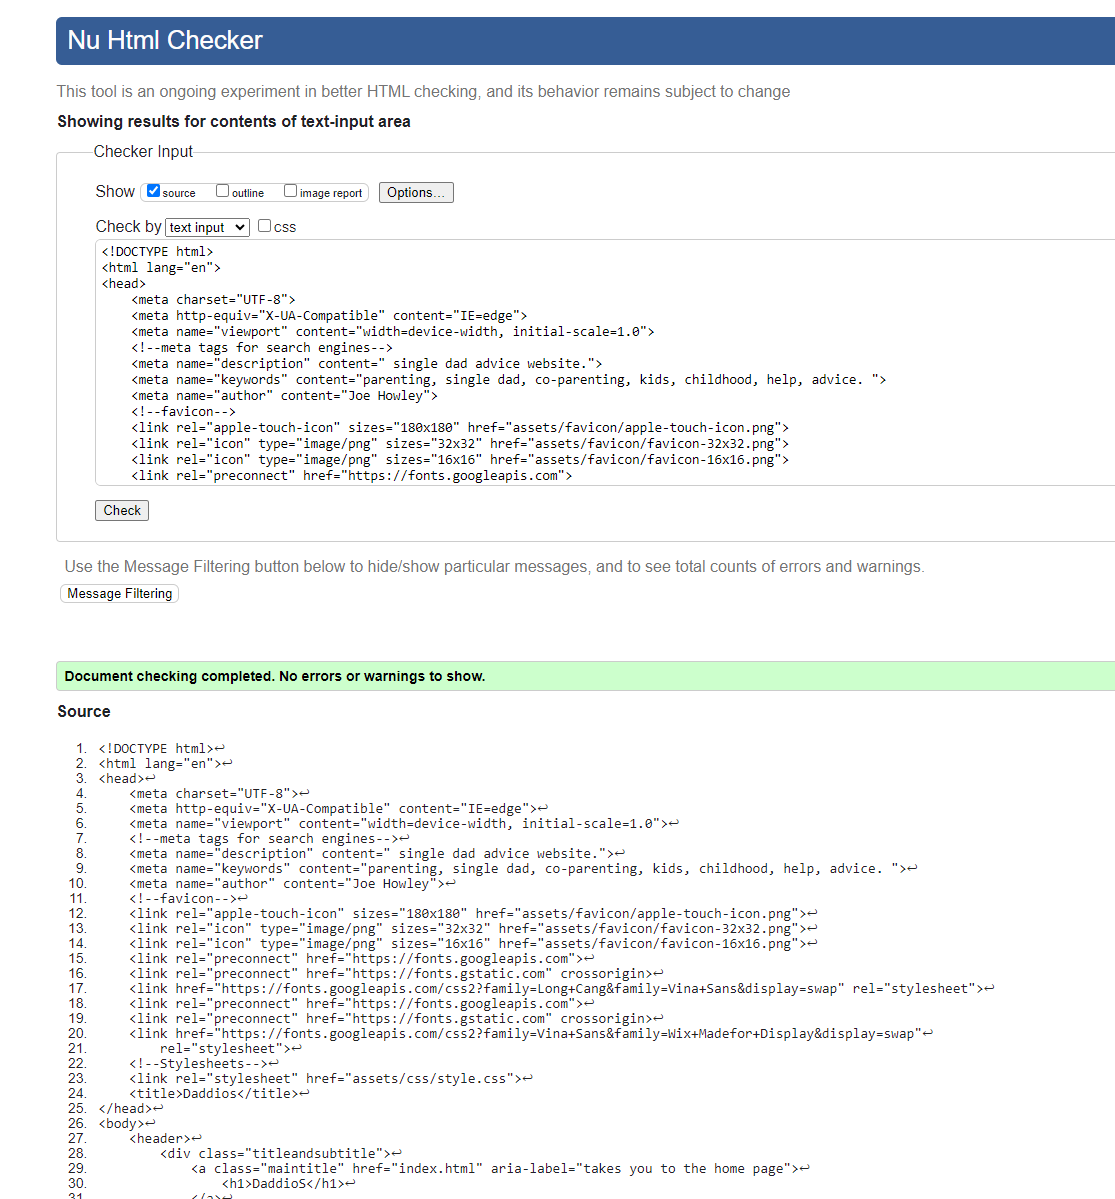 Nu Html Checker
This tool is an ongoing experiment in better HTML checking, and its behavior remains subject to change
Showing results for contents of text-input area
Checker Input
Show source outline image report Options...
Check by text input css
<!DOCTYPE html>
<html lang="en">
<head>
    <meta charset="UTF-8">
    <meta http-equiv="X-UA-Compatible" content="IE=edge">
    <meta name="viewport" content="width=device-width, initial-scale=1.0">
    <!--meta tags for search engines-->
    <meta name="description" content=" single dad advice website.">
    <meta name="keywords" content="parenting, single dad, co-parenting, kids, childhood, help, advice. ">
    <meta name="author" content="Joe Howley">
    <!--favicon-->
    <link rel="apple-touch-icon" sizes="180x180" href="assets/favicon/apple-touch-icon.png">
    <link rel="icon" type="image/png" sizes="32x32" href="assets/favicon/favicon-32x32.png">
    <link rel="icon" type="image/png" sizes="16x16" href="assets/favicon/favicon-16x16.png">
    <link rel="preconnect" href="https://fonts.googleapis.com">
Check
Use the Message Filtering button below to hide/show particular messages, and to see total counts of errors and warnings.
Message Filtering
Document checking completed. No errors or warnings to show.
Source
1. <!DOCTYPE html>↩
2. <html lang="en">↩
3. <head>↩
4.     <meta charset="UTF-8">↩
5.     <meta http-equiv="X-UA-Compatible" content="IE=edge">↩
6.     <meta name="viewport" content="width=device-width, initial-scale=1.0">↩
7.     <!--meta tags for search engines-->↩
8.     <meta name="description" content=" single dad advice website.">↩
9.     <meta name="keywords" content="parenting, single dad, co-parenting, kids, childhood, help, advice. ">↩
10.     <meta name="author" content="Joe Howley">↩
11.     <!--favicon-->↩
12.     <link rel="apple-touch-icon" sizes="180x180" href="assets/favicon/apple-touch-icon.png">↩
13.     <link rel="icon" type="image/png" sizes="32x32" href="assets/favicon/favicon-32x32.png">↩
14.     <link rel="icon" type="image/png" sizes="16x16" href="assets/favicon/favicon-16x16.png">↩
15.     <link rel="preconnect" href="https://fonts.googleapis.com">↩
16.     <link rel="preconnect" href="https://fonts.gstatic.com" crossorigin>↩
17.     <link href="https://fonts.googleapis.com/css2?family=Long+Cang&family=Vina+Sans&display=swap" rel="stylesheet">↩
18.     <link rel="preconnect" href="https://fonts.googleapis.com">↩
19.     <link rel="preconnect" href="https://fonts.gstatic.com" crossorigin>↩
20.     <link href="https://fonts.googleapis.com/css2?family=Vina+Sans&family=Wix+Madefor+Display&display=swap"↩
21.         rel="stylesheet">↩
22.     <!--Stylesheets-->↩
23.     <link rel="stylesheet" href="assets/css/style.css">↩
24.     <title>Daddios</title>↩
25. </head>↩
26. <body>↩
27.     <header>↩
28.         <div class="titleandsubtitle">↩
29.             <a class="maintitle" href="index.html" aria-label="takes you to the home page">↩
30.                 <h1>DaddioS</h1>↩
31.             </a>↩